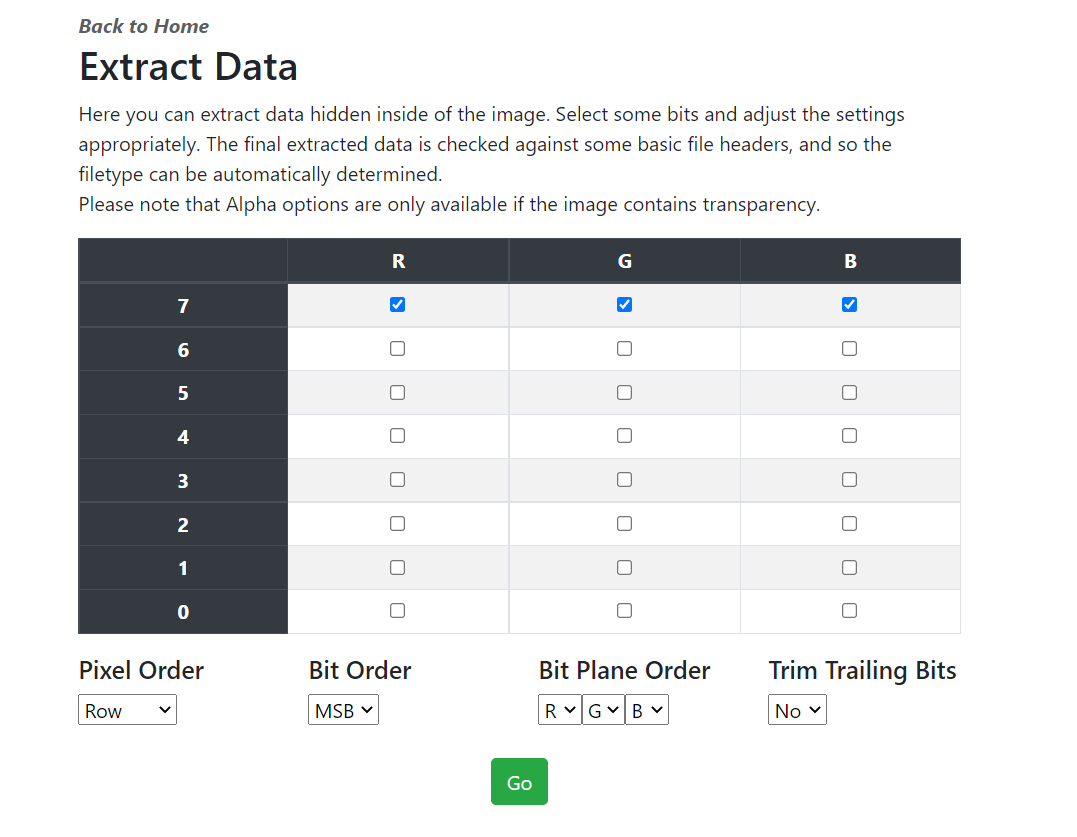 Back to Home
Extract Data
Here you can extract data hidden inside of the image. Select some bits and adjust the settings
appropriately. The final extracted data is checked against some basic file headers, and so the
filetype can be automatically determined.
Please note that Alpha options are only available if the image contains transparency.
R G B
7
6
5
4
3
2
1
0
Pixel Order Bit Order Bit Plane Order Trim Trailing Bits
Row MSB R G B No
Go